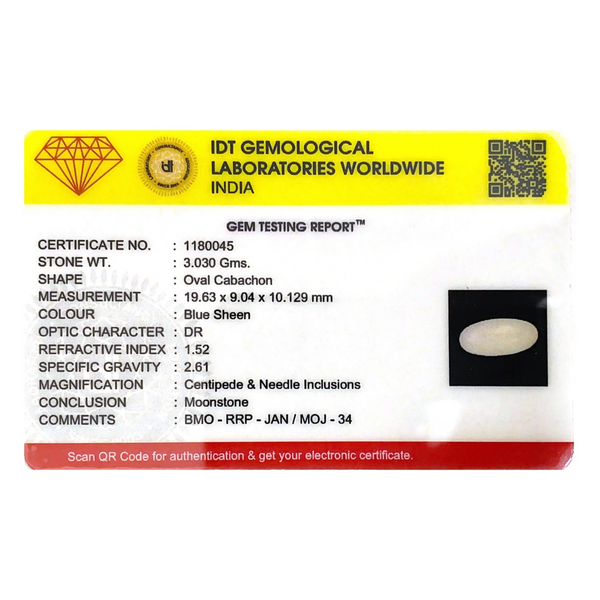 IDT GEMOLOGICAL
LABORATORIES WORLDWIDE
INDIA
GEM TESTING REPORT™
CERTIFICATE NO. : 1180045
STONE WT. : 3.030 Gms.
SHAPE : Oval Cabachon
MEASUREMENT : 19.63 x 9.04 x 10.129 mm
COLOUR : Blue Sheen
OPTIC CHARACTER : DR
REFRACTIVE INDEX : 1.52
SPECIFIC GRAVITY : 2.61
MAGNIFICATION : Centipede & Needle Inclusions
CONCLUSION : Moonstone
COMMENTS : BMO - RRP - JAN / MOJ - 34
Scan QR Code for authentication & get your electronic certificate.